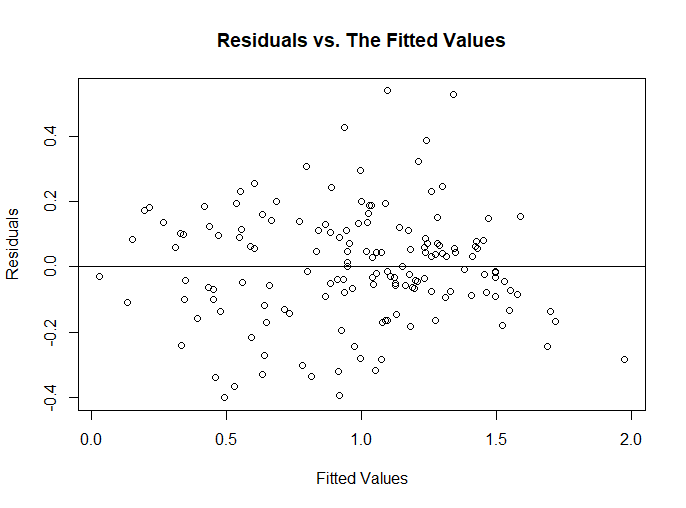 Residuals vs. The Fitted Values
Residuals
0.4
0.2
0.0
-0.2
-0.4
0.0 0.5 1.0 1.5 2.0
Fitted Values